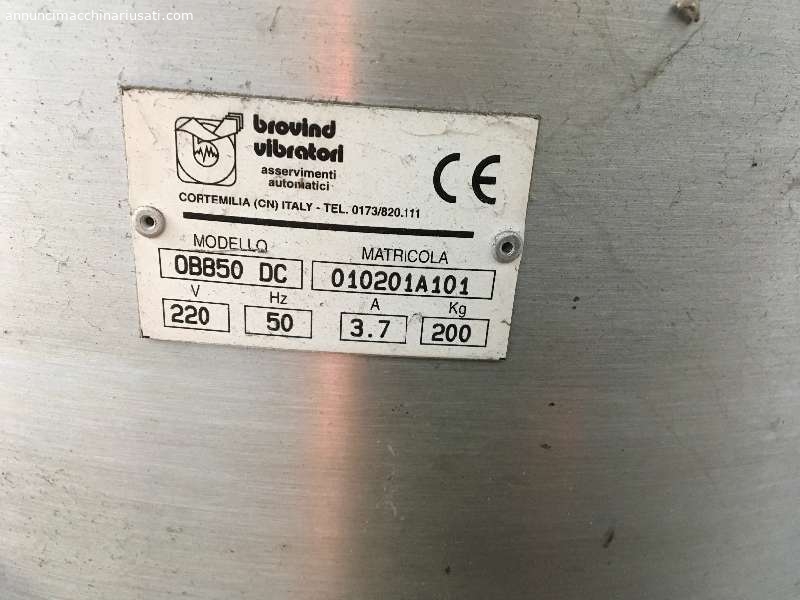 annuncimacchinariusati.com
brovind
vibratori
asservimenti
automatici
CE
CORTEMILIA (CN) ITALY - TEL. 0173/820.111
MODELLO MATRICOLA
OBB50 DC 010201A101
V Hz A Kg
220 50 3.7 200